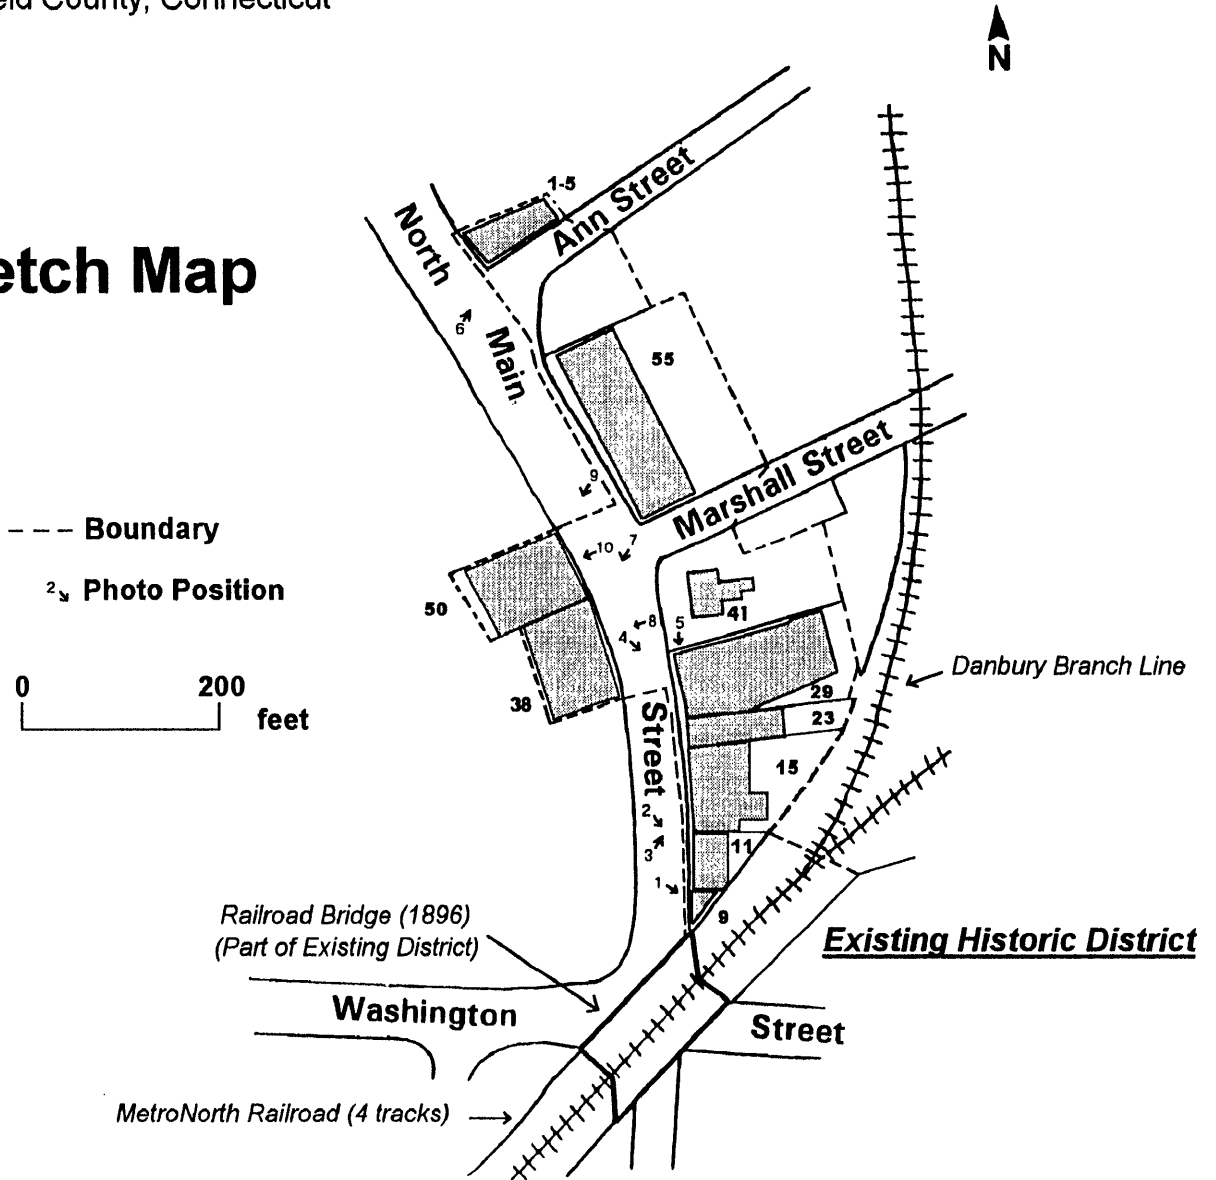 County, Connecticut
N
1-5
Ann Street
North
Main
Street
6
55
etch Map
Marshall Street
9
--- Boundary
10
7
2 Photo Position
50
41
8
5
4
Danbury Branch Line
0 200
feet
38
29
23
15
2
3
11
1
9
Railroad Bridge (1896)
(Part of Existing District)
Existing Historic District
Washington Street
MetroNorth Railroad (4 tracks)